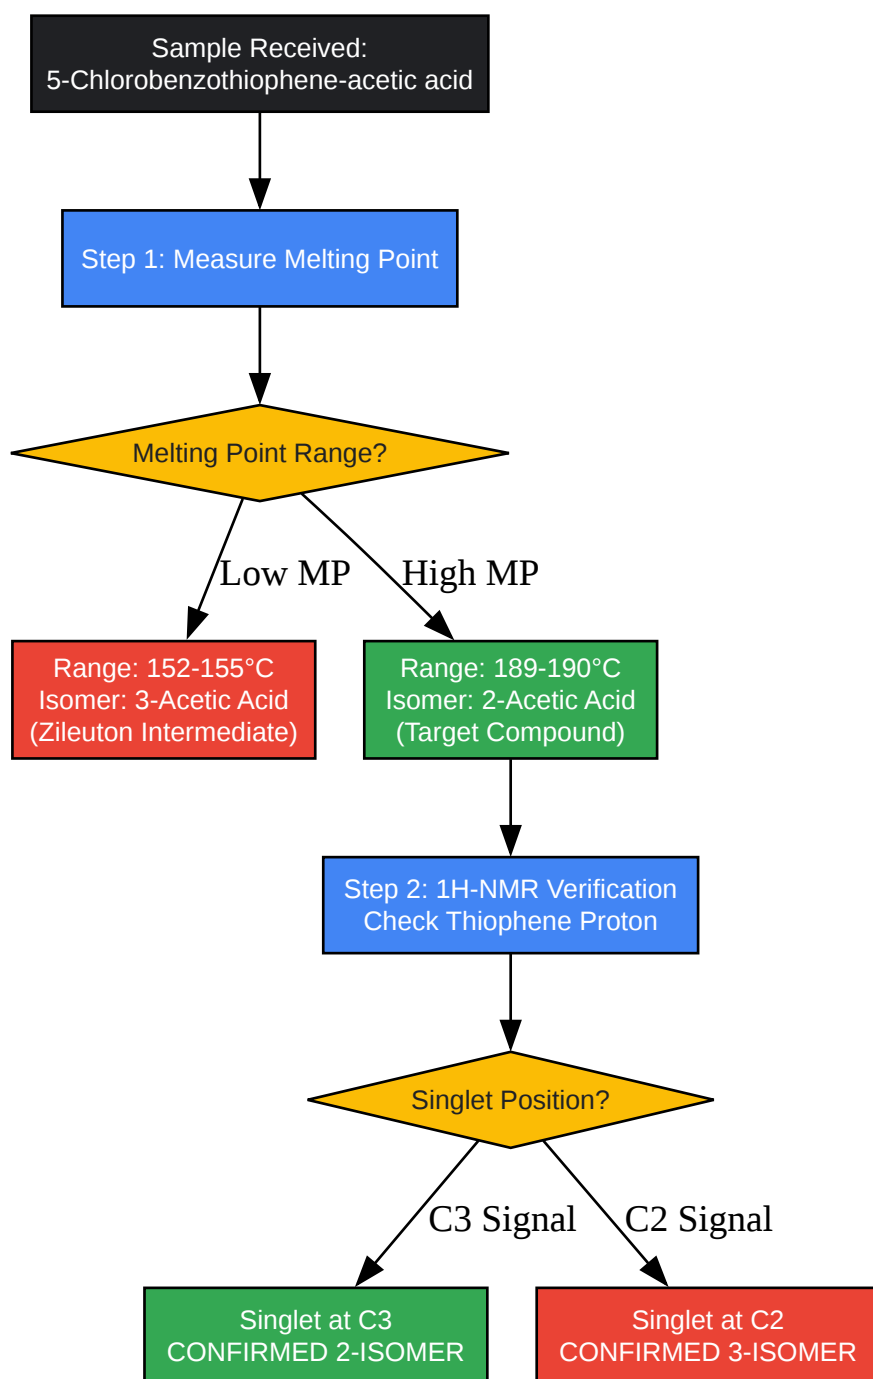 Sample Received:
5-Chlorobenzothiophene-acetic acid
Step 1: Measure Melting Point
Melting Point Range?
Low MP
High MP
Range: 152-155°C
Isomer: 3-Acetic Acid
(Zileuton Intermediate)
Range: 189-190°C
Isomer: 2-Acetic Acid
(Target Compound)
Step 2: 1H-NMR Verification
Check Thiophene Proton
Singlet Position?
C3 Signal
C2 Signal
Singlet at C3
CONFIRMED 2-ISOMER
Singlet at C2
CONFIRMED 3-ISOMER